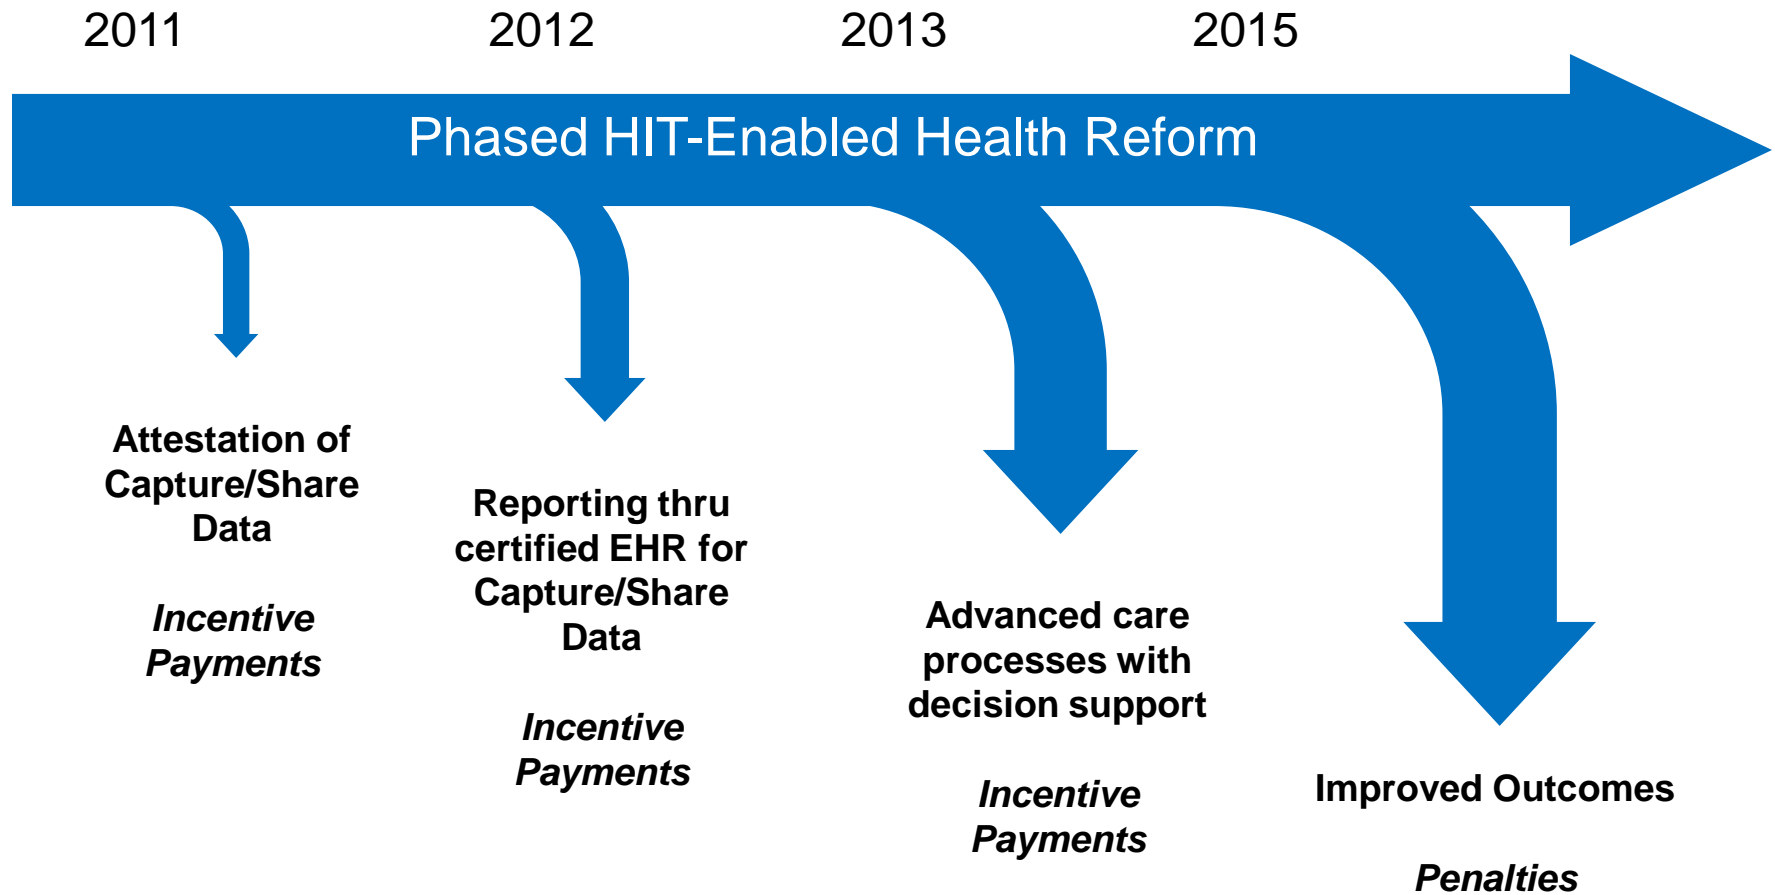 2011
2012
2013
2015
Phased HIT-Enabled Health Reform
Attestation of
Capture/Share
Data
Incentive
Payments
Reporting thru
certified EHR for
Capture/Share
Data
Incentive
Payments
Advanced care
processes with
decision support
Incentive
Payments
Improved Outcomes
Penalties